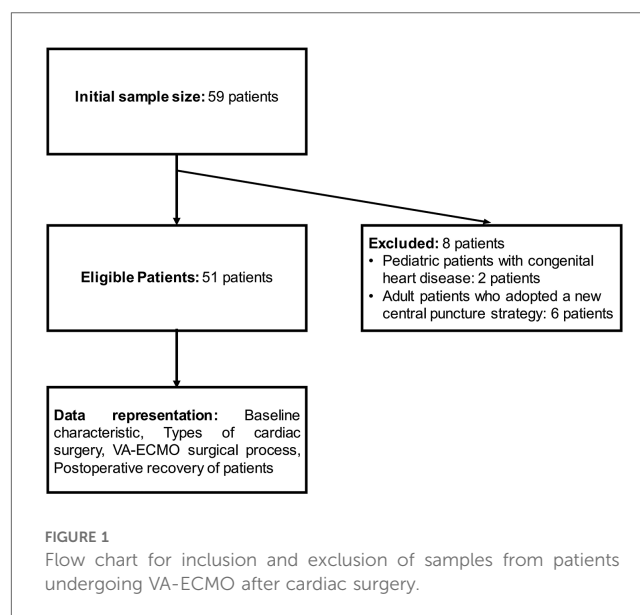 Initial sample size: 59 patients
Eligible Patients: 51 patients
Excluded: 8 patients
• Pediatric patients with congenital
heart disease: 2 patients
• Adult patients who adopted a new
central puncture strategy: 6 patients
Data representation: Baseline
characteristic, Types of cardiac
surgery, VA-ECMO surgical process,
Postoperative recovery of patients
FIGURE 1
Flow chart for inclusion and exclusion of samples from patients
undergoing VA-ECMO after cardiac surgery.